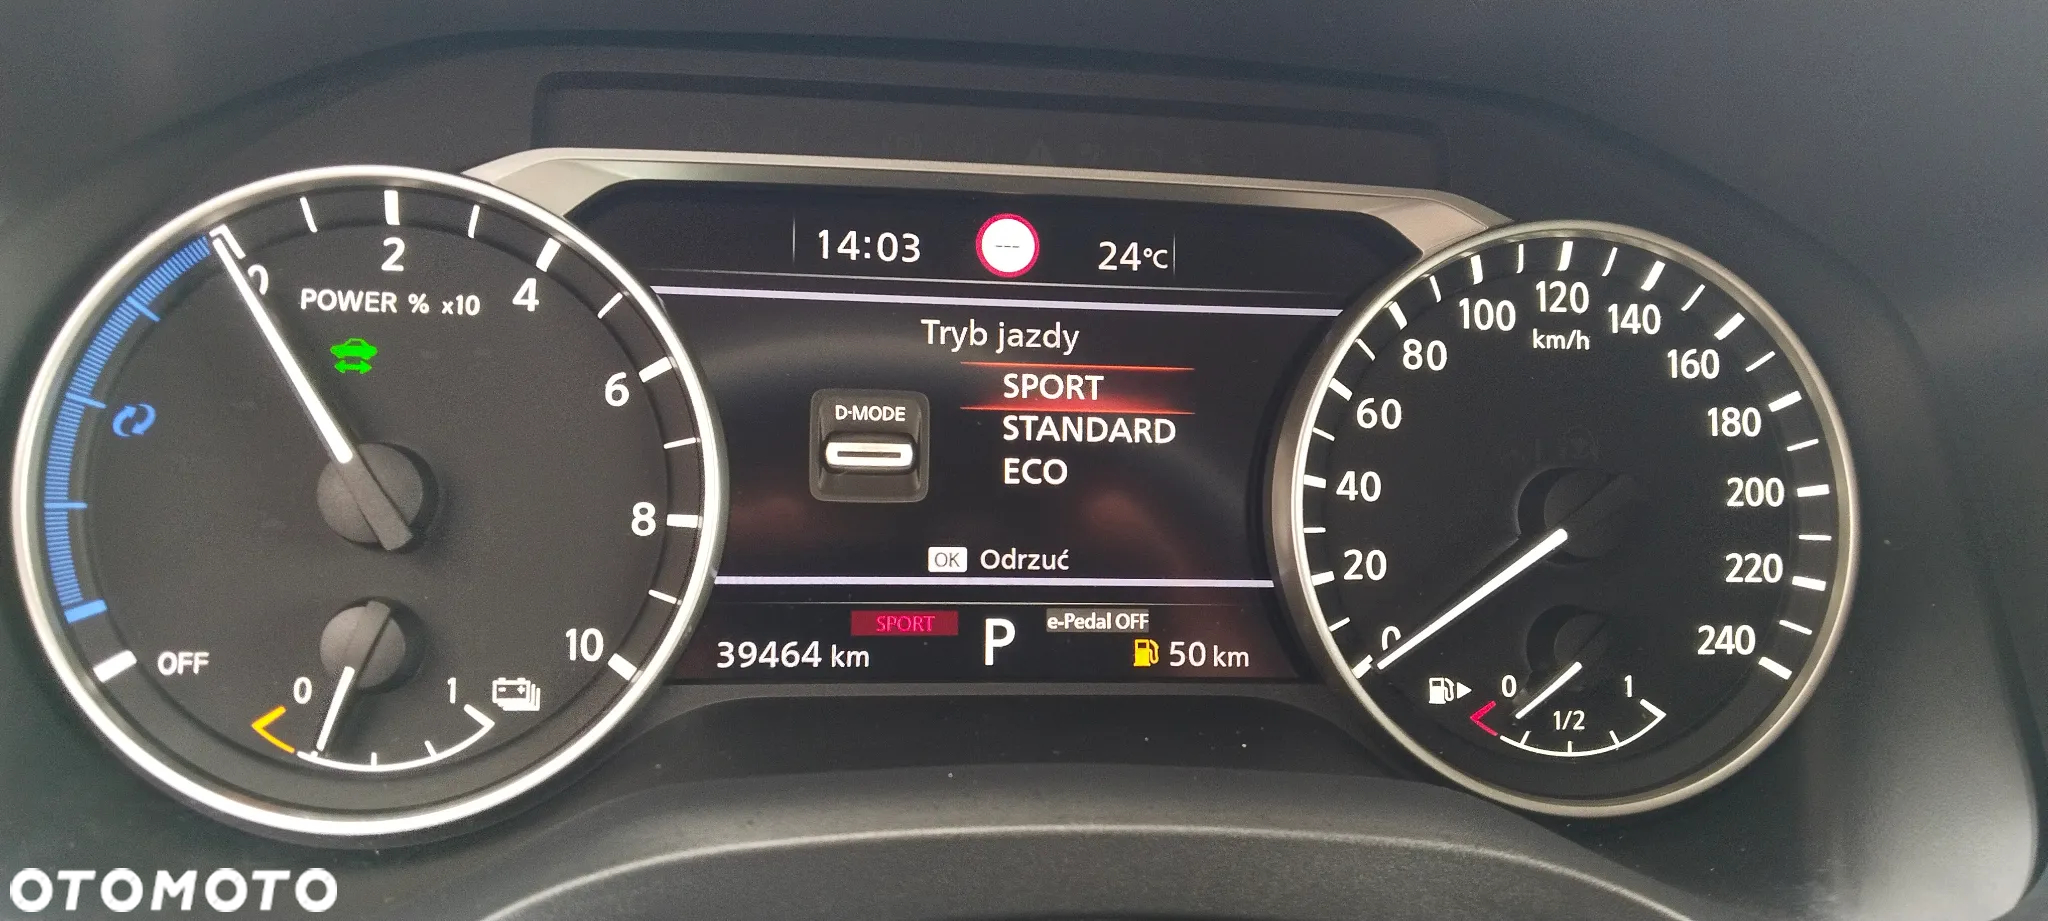 14:03
---
24°C
0
2
4
6
8
10
POWER % x10
OFF
0
1
Tryb jazdy
D-MODE
SPORT
STANDARD
ECO
OK Odrzuć
SPORT
P
e-Pedal OFF
39464 km
50 km
0
20
40
60
80
100
120
140
160
180
200
220
240
km/h
0
1/2
1
OTOMOTO